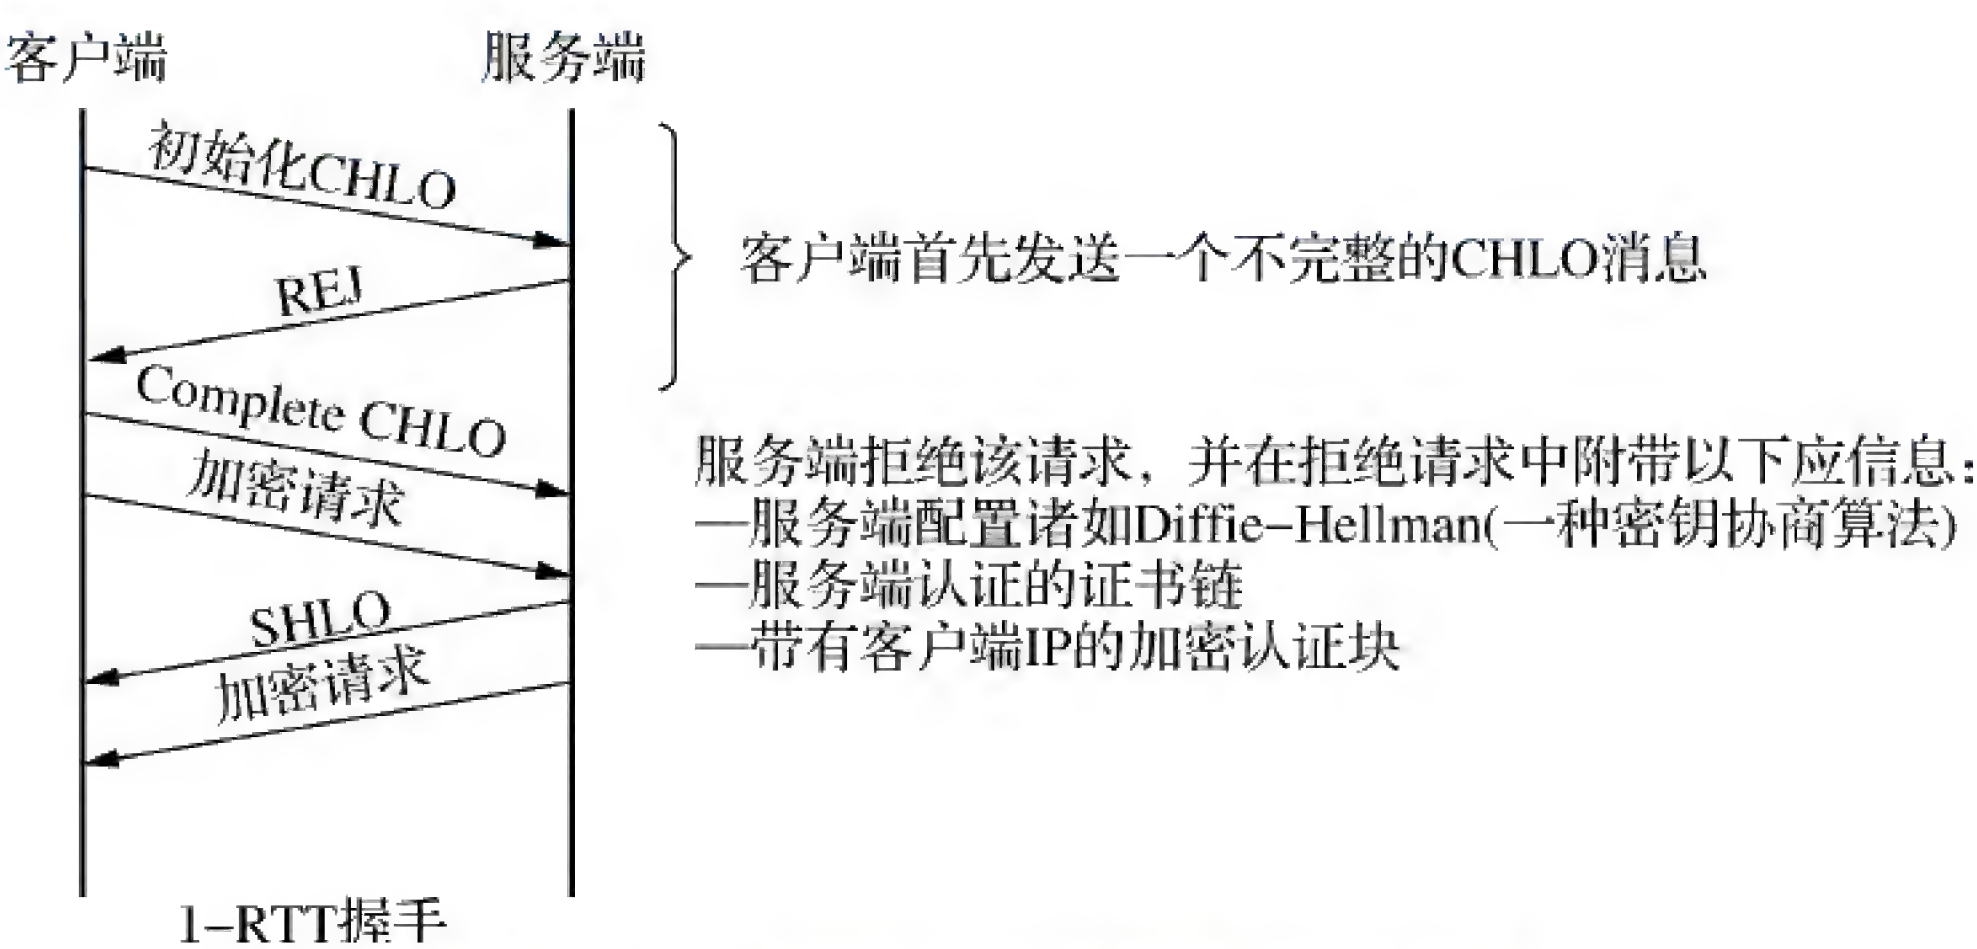 客户端
服务端
初始化CHLO
REJ
Complete CHLO
加密请求
SHLO
加密请求
客户端首先发送一个不完整的CHLO消息
服务端拒绝该请求，并在拒绝请求中附带以下应信息：
—服务端配置诸如Diffie-Hellman(一种密钥协商算法)
—服务端认证的证书链
—带有客户端IP的加密认证块
1-RTT握手